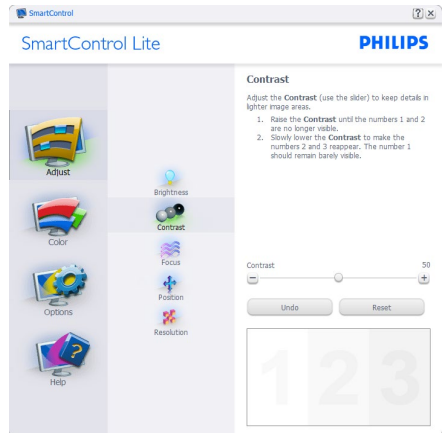 SmartControl
SmartControl Lite
PHILIPS
Adjust
Color
Options
Help
Brightness
Contrast
Focus
Position
Resolution
Contrast
Adjust the Contrast (use the slider) to keep details in
lighter image areas.
1. Raise the Contrast until the numbers 1 and 2
are no longer visible.
2. Slowly lower the Contrast to make the
numbers 2 and 3 reappear. The number 1
should remain barely visible.
Contrast 50
Undo Reset
1 2 3